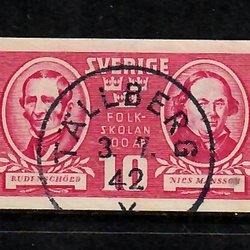 SVERIGE
FOLK-
SKOLAN
100 ÅR
TÄLLBERG
3. 7.
42
10
RUDENSCHÖLD
NILS MÅNSSON